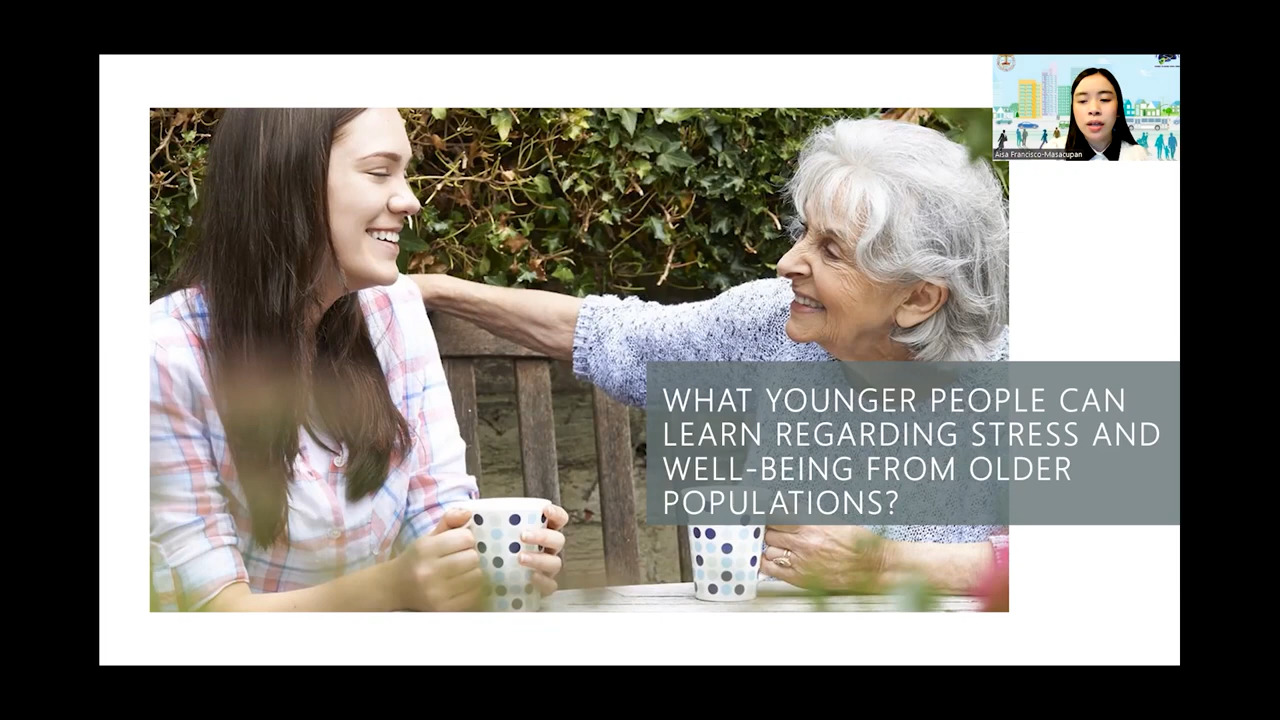 Aisa Francisco-Masacupan
WHAT YOUNGER PEOPLE CAN
LEARN REGARDING STRESS AND
WELL-BEING FROM OLDER
POPULATIONS?